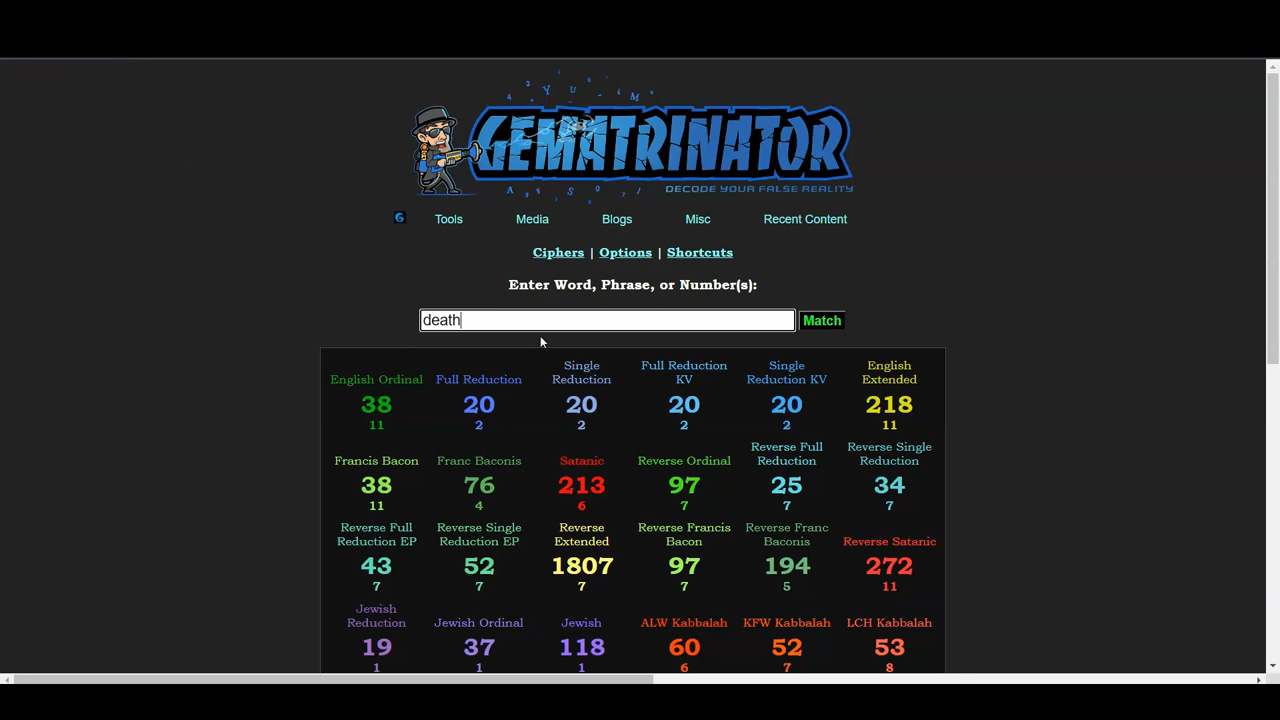 GEMATRINATOR
DECODE YOUR FALSE REALITY
G Tools Media Blogs Misc Recent Content
Ciphers | Options | Shortcuts
Enter Word, Phrase, or Number(s):
death Match
English Ordinal Full Reduction Single Reduction Full Reduction KV Single Reduction KV English Extended
38 20 20 20 20 218
11 2 2 2 2 11
Francis Bacon Franc Baconis Satanic Reverse Ordinal Reverse Full Reduction Reverse Single Reduction
38 76 213 97 25 34
11 4 6 7 7 7
Reverse Full Reduction EP Reverse Single Reduction EP Reverse Extended Reverse Francis Bacon Reverse Franc Baconis Reverse Satanic
43 52 1807 97 194 272
7 7 7 7 5 11
Jewish Reduction Jewish Ordinal Jewish ALW Kabbalah KFW Kabbalah LCH Kabbalah
19 37 118 60 52 53
1 1 1 6 7 8